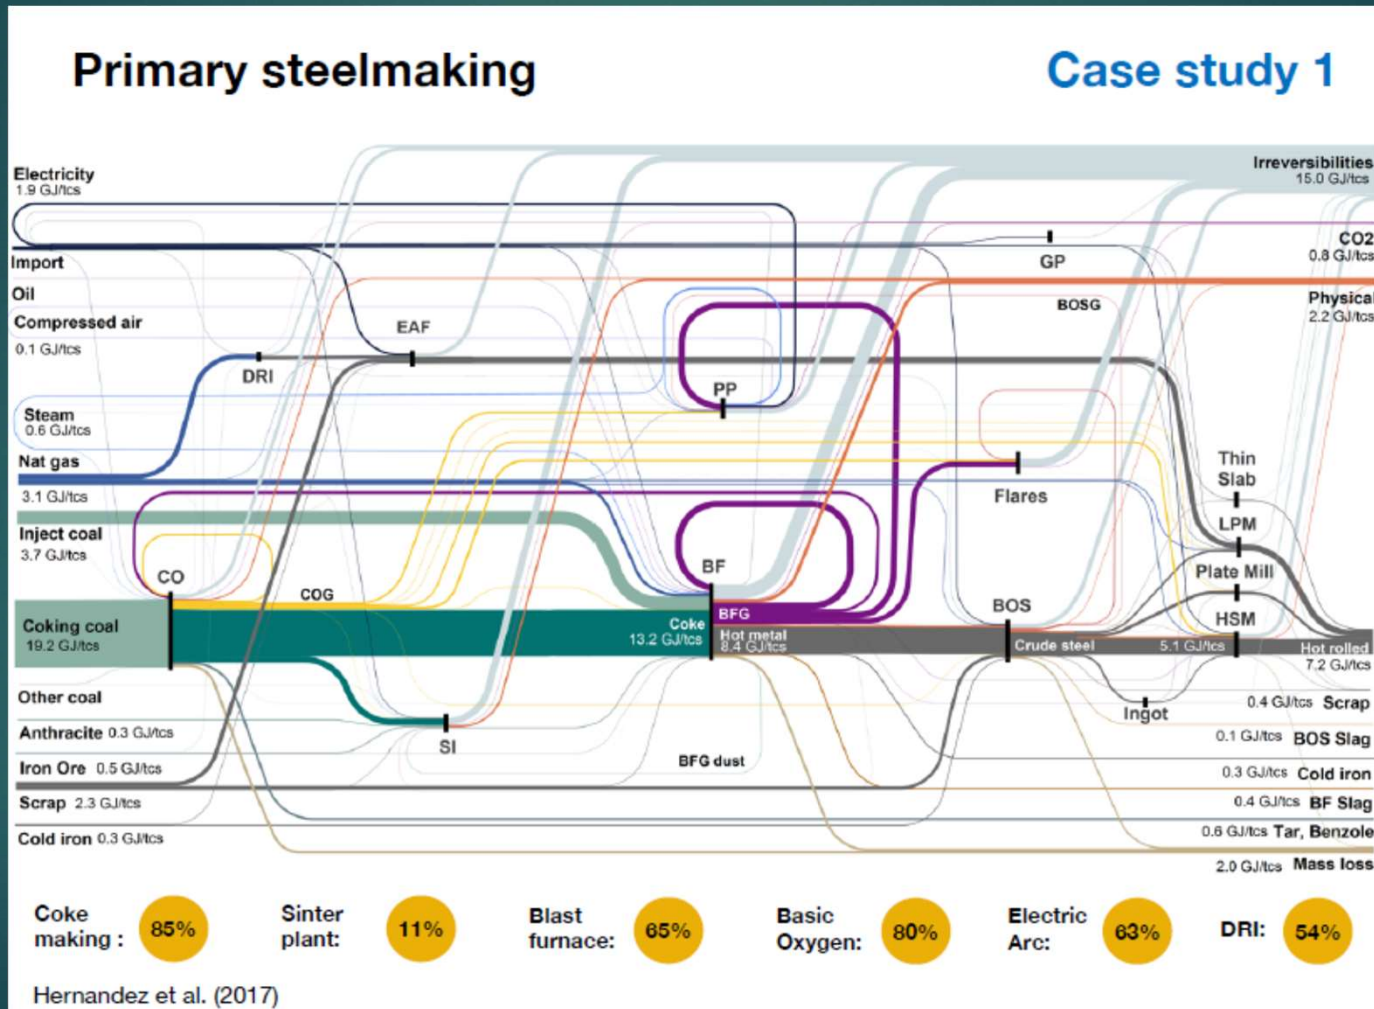 Primary steelmaking
Case study 1
Electricity
1.9 GJ/tcs
Import
Oil
Compressed air
0.1 GJ/tcs
Steam
0.6 GJ/tcs
Nat gas
3.1 GJ/tcs
Inject coal
3.7 GJ/tcs
Coking coal
19.2 GJ/tcs
Other coal
Anthracite 0.3 GJ/tcs
Iron Ore 0.5 GJ/tcs
Scrap 2.3 GJ/tcs
Cold iron 0.3 GJ/tcs
CO
COG
DRI
EAF
SI
PP
BF
BFG
Coke
13.2 GJ/tcs
Hot metal
8.4 GJ/tcs
BFG dust
GP
BOSG
Flares
BOS
Crude steel
5.1 GJ/tcs
Ingot
Thin
Slab
LPM
Plate Mill
HSM
Irreversibilities
15.0 GJ/tcs
CO2
0.8 GJ/tcs
Physical
2.2 GJ/tcs
Hot rolled
7.2 GJ/tcs
0.4 GJ/tcs Scrap
0.1 GJ/tcs BOS Slag
0.3 GJ/tcs Cold iron
0.4 GJ/tcs BF Slag
0.6 GJ/tcs Tar, Benzole
2.0 GJ/tcs Mass loss
Coke
making : 85%
Sinter
plant: 11%
Blast
furnace: 65%
Basic
Oxygen: 80%
Electric
Arc: 63%
DRI: 54%
Hernandez et al. (2017)